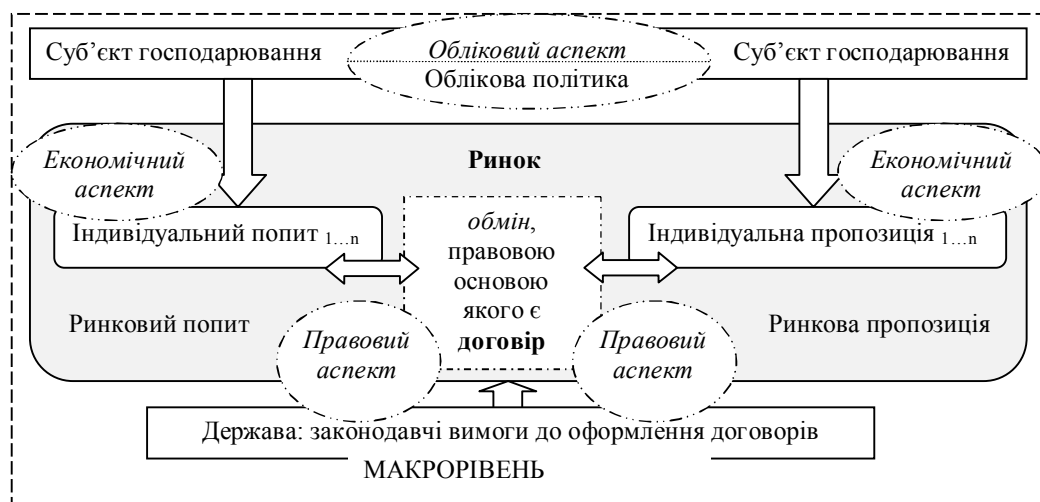 Суб’єкт господарювання
Обліковий аспект
Облікова політика
Суб’єкт господарювання
Економічний
аспект
Ринок
Економічний
аспект
Індивідуальний попит 1…n
обмін,
правовою
основою
якого є
договір
Індивідуальна пропозиція 1…n
Ринковий попит
Ринкова пропозиція
Правовий
аспект
Правовий
аспект
Держава: законодавчі вимоги до оформлення договорів
МАКРОРІВЕНЬ